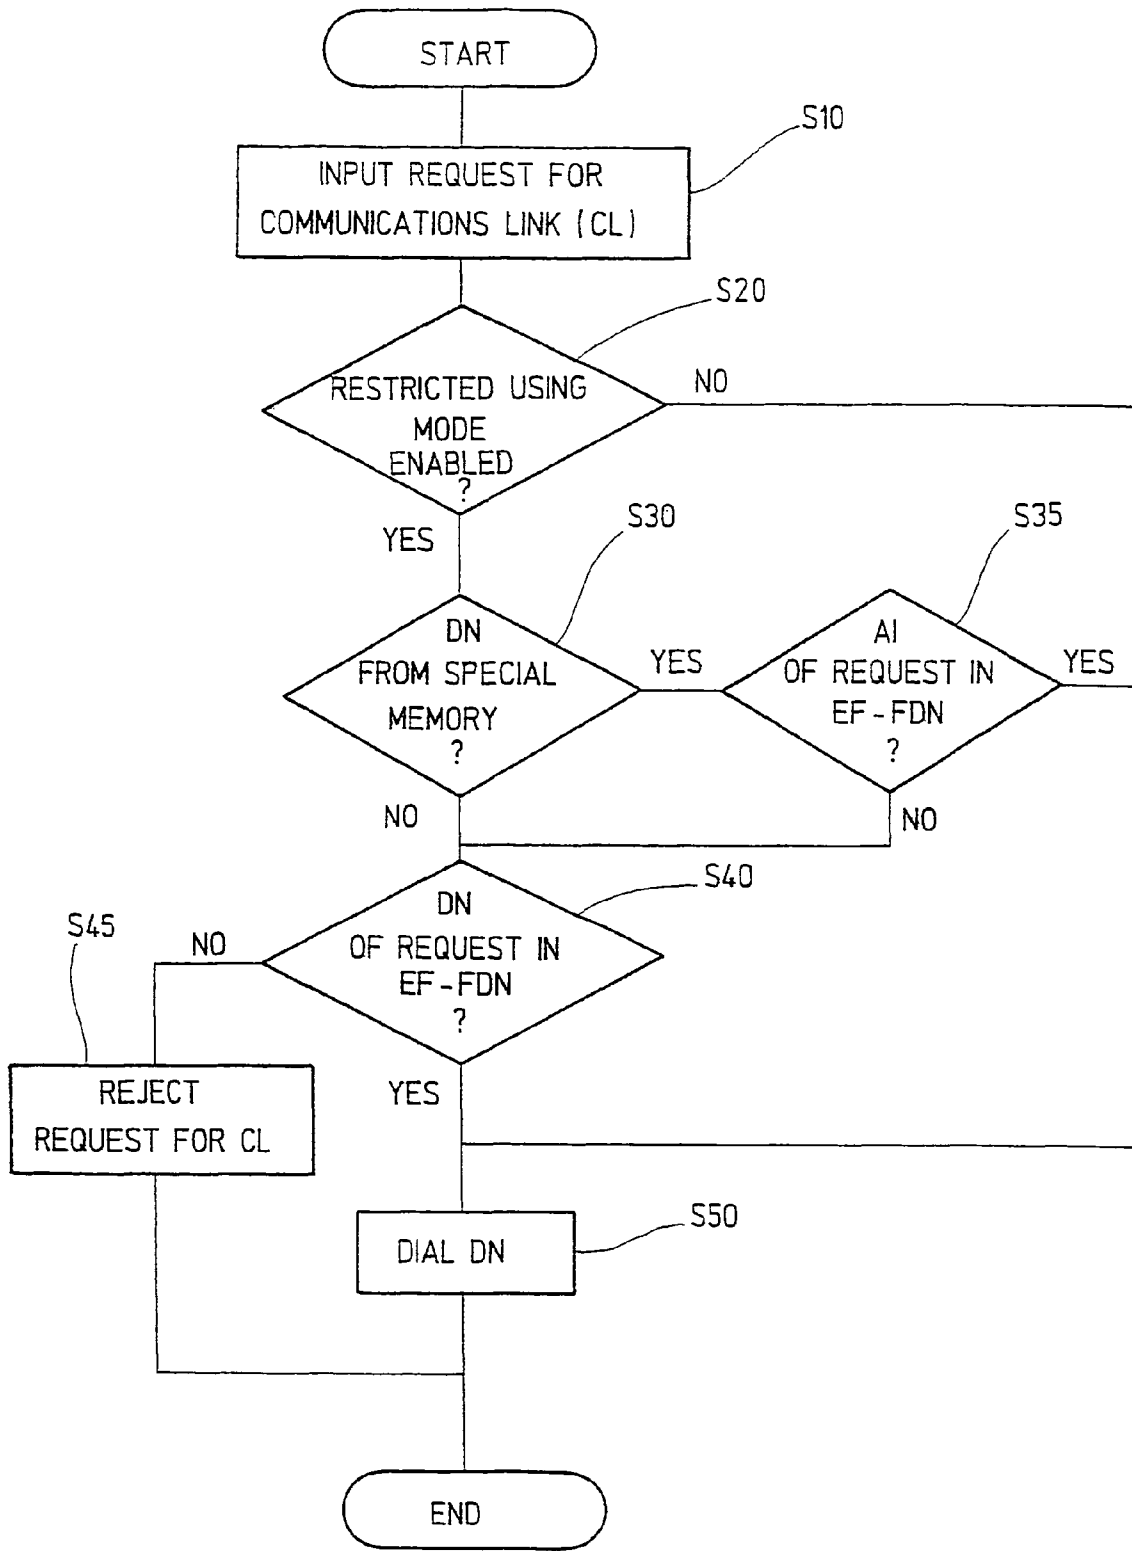 START
S10
INPUT REQUEST FOR
COMMUNICATIONS LINK (CL)
S20
RESTRICTED USING
MODE
ENABLED
?
NO
YES
S30
S35
DN
FROM SPECIAL
MEMORY
?
YES
AI
OF REQUEST IN
EF-FDN
?
YES
NO
NO
S40
DN
OF REQUEST IN
EF-FDN
?
S45
NO
YES
REJECT
REQUEST FOR CL
S50
DIAL DN
END